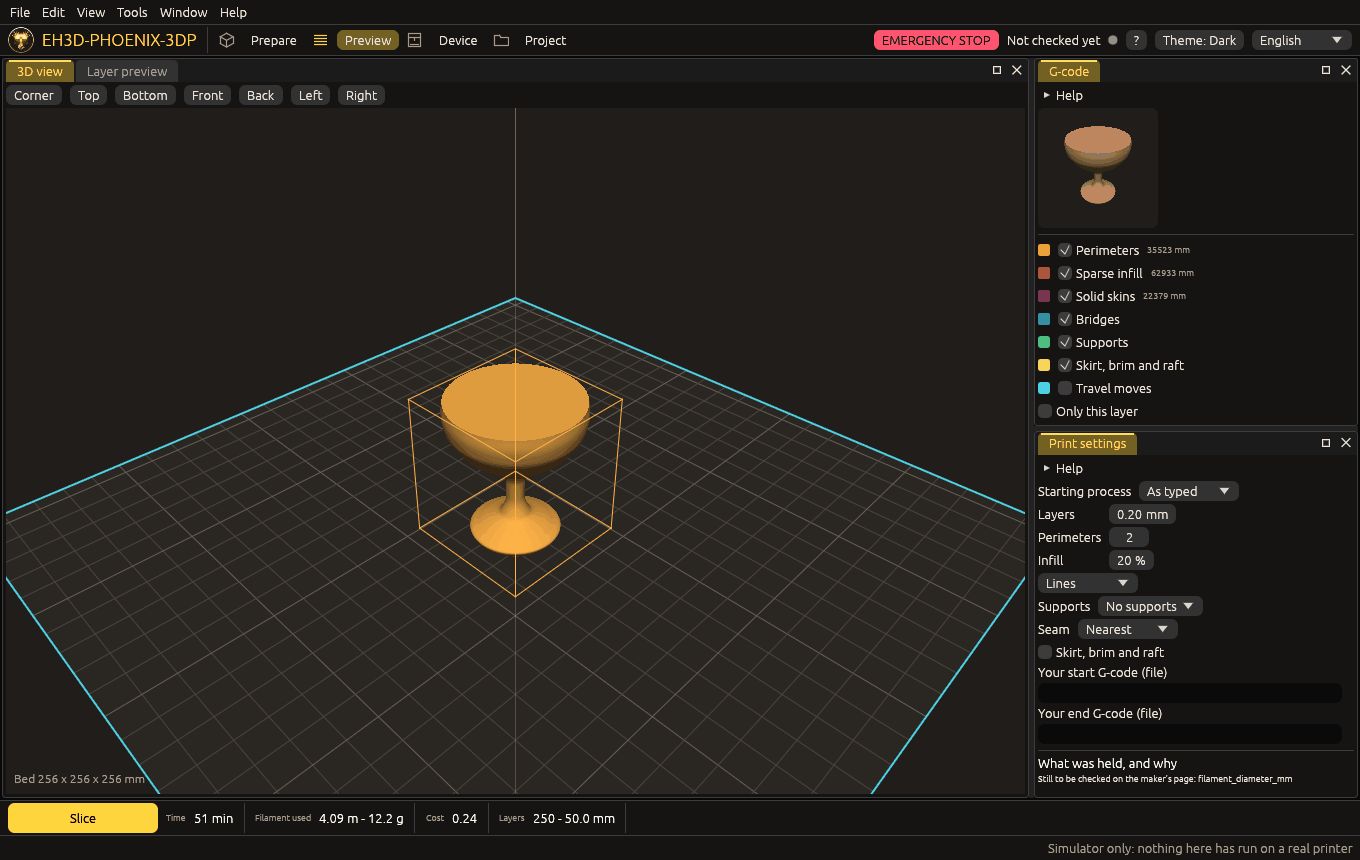 File Edit View Tools Window Help
EH3D-PHOENIX-3DP Prepare Preview Device Project EMERGENCY STOP Not checked yet ? Theme: Dark English
3D view Layer preview
Corner Top Bottom Front Back Left Right
Bed 256 x 256 x 256 mm
G-code
Help
Perimeters 35523 mm
Sparse infill 62933 mm
Solid skins 22379 mm
Bridges
Supports
Skirt, brim and raft
Travel moves
Only this layer
Print settings
Help
Starting process As typed
Layers 0.20 mm
Perimeters 2
Infill 20 %
Lines
Supports No supports
Seam Nearest
Skirt, brim and raft
Your start G-code (file)
Your end G-code (file)
What was held, and why
Still to be checked on the maker's page: filament_diameter_mm
Slice Time 51 min Filament used 4.09 m - 12.2 g Cost 0.24 Layers 250 - 50.0 mm
Simulator only: nothing here has run on a real printer